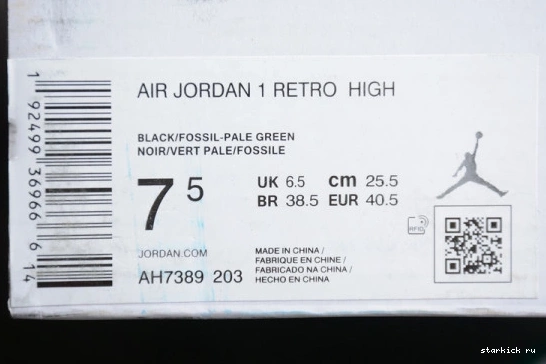 AIR JORDAN 1 RETRO HIGH
BLACK/FOSSIL-PALE GREEN
NOIR/VERT PALE/FOSSILE
7 5
UK 6.5 cm 25.5
BR 38.5 EUR 40.5
RFID
JORDAN.COM
AH7389 203
MADE IN CHINA /
FABRIQUE EN CHINE /
FABRICADO NA CHINA /
HECHO EN CHINA
1 92499 36966 6 14
starkick ru